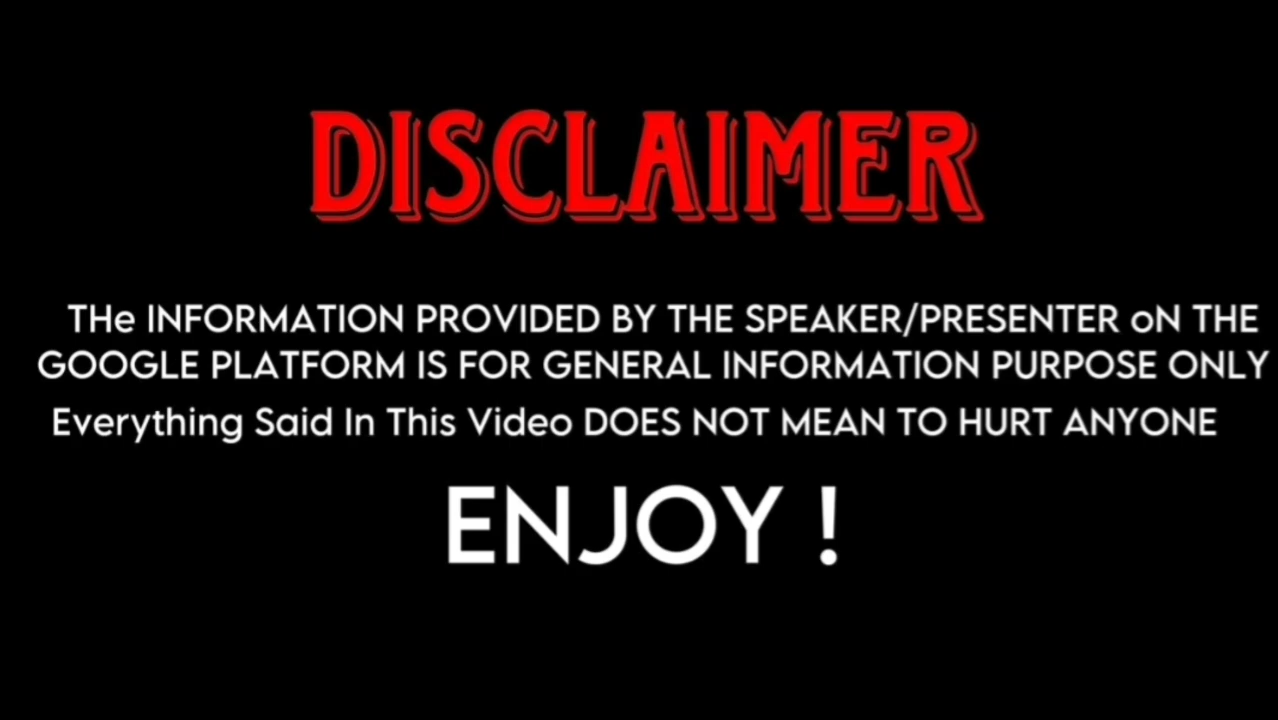 DISCLAIMER
THe INFORMATION PROVIDED BY THE SPEAKER/PRESENTER oN THE
GOOGLE PLATFORM IS FOR GENERAL INFORMATION PURPOSE ONLY
Everything Said In This Video DOES NOT MEAN TO HURT ANYONE
ENJOY !